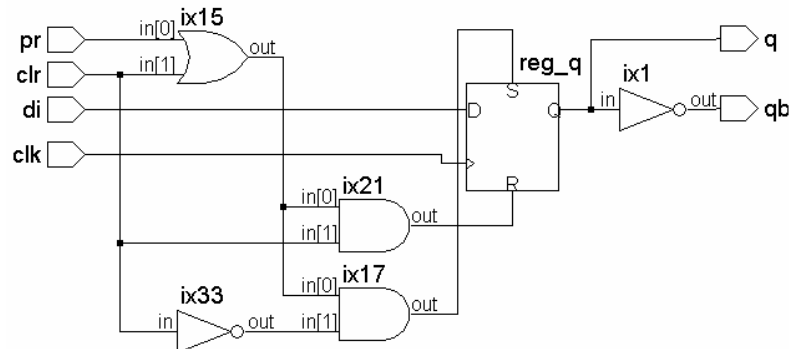 ix15
pr
in[0]
out
clr
in[1]
di
clk
reg_q
S
D
Q
R
ix1
in
out
q
qb
ix21
in[0]
in[1]
out
ix17
in[0]
in[1]
out
ix33
in
out